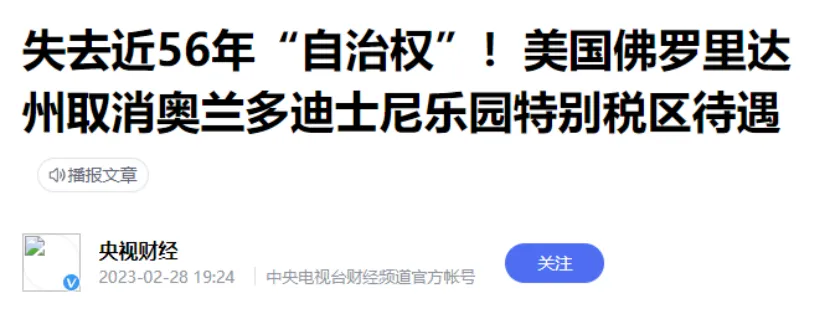 失去近56年“自治权”！美国佛罗里达
州取消奥兰多迪士尼乐园特别税区待遇
播报文章
央视财经
2023-02-28 19:24 中央电视台财经频道官方帐号
关注